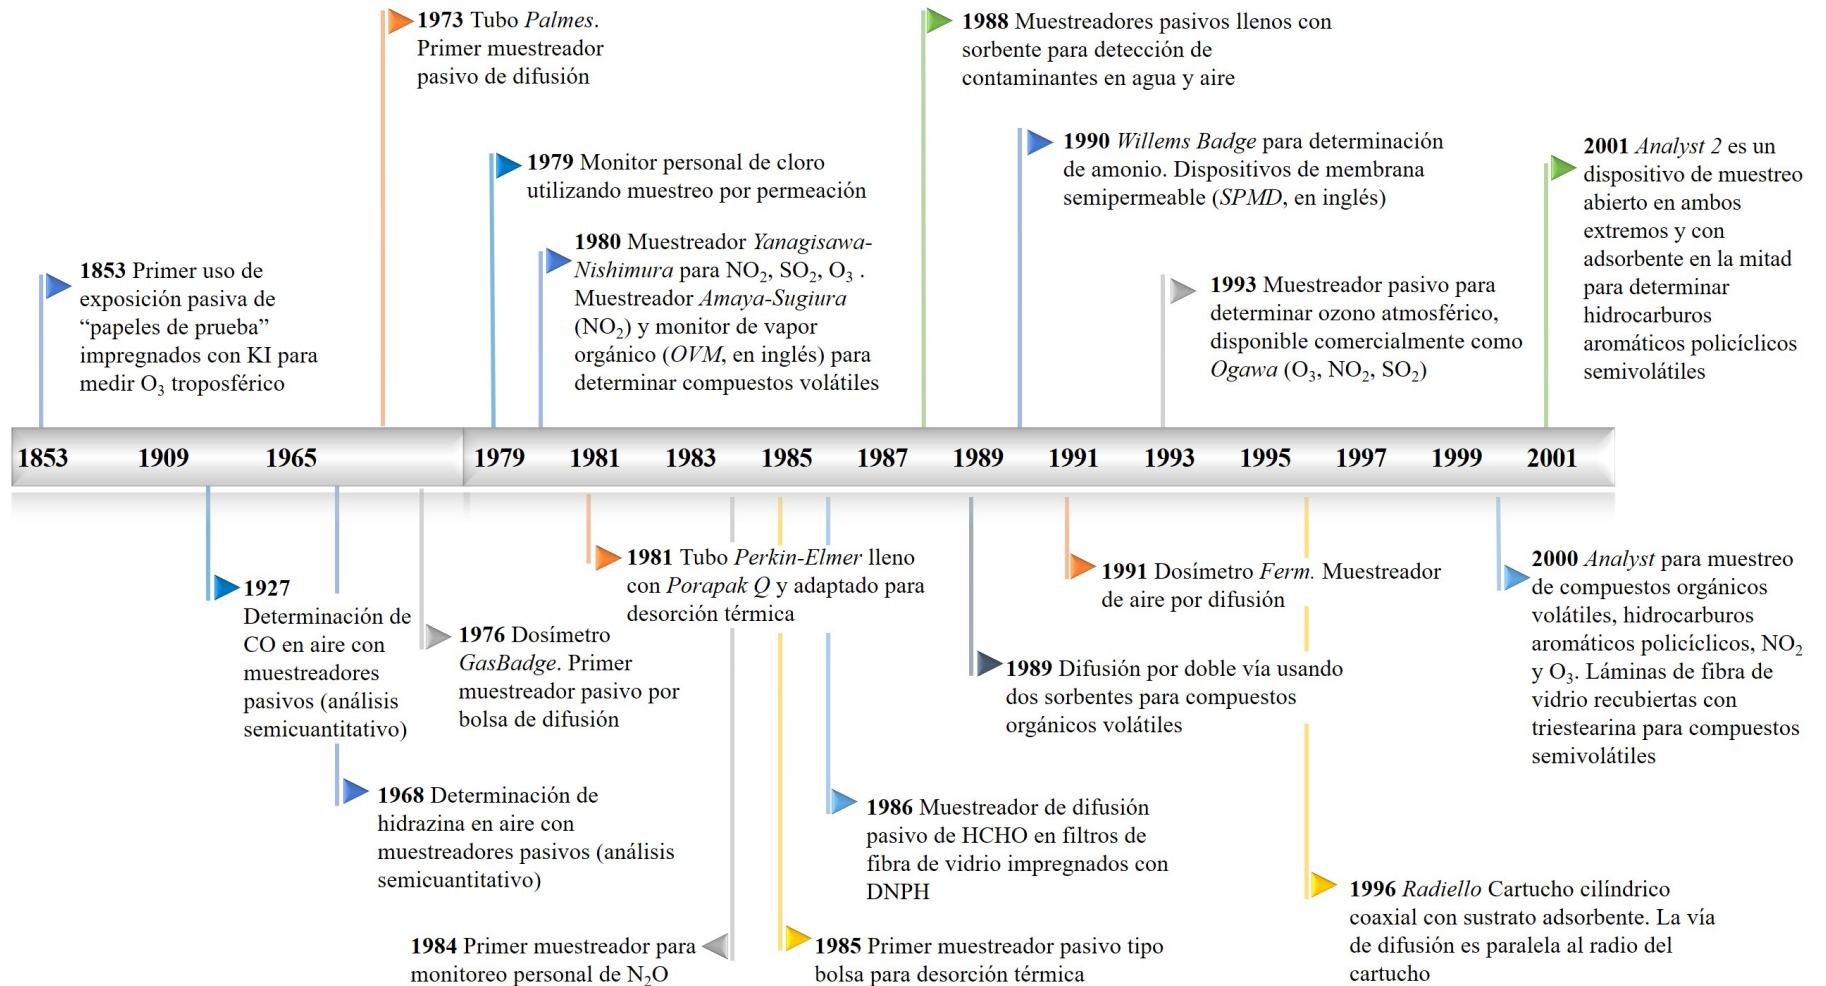 1973 Tubo Palmes.
Primer muestreador
pasivo de difusión
1988 Muestreadores pasivos llenos con
sorbente para detección de
contaminantes en agua y aire
1979 Monitor personal de cloro
utilizando muestreo por permeación
1990 Willems Badge para determinación
de amonio. Dispositivos de membrana
semipermeable (SPMD, en inglés)
2001 Analyst 2 es un
dispositivo de muestreo
abierto en ambos
extremos y con
adsorbente en la mitad
para determinar
hidrocarburos
aromáticos policíclicos
semivolátiles
1853 Primer uso de
exposición pasiva de
“papeles de prueba”
impregnados con KI para
medir O₃ troposférico
1980 Muestreador Yanagisawa-
Nishimura para NO₂, SO₂, O₃ .
Muestreador Amaya-Sugiura
(NO₂) y monitor de vapor
orgánico (OVM, en inglés) para
determinar compuestos volátiles
1993 Muestreador pasivo para
determinar ozono atmosférico,
disponible comercialmente como
Ogawa (O₃, NO₂, SO₂)
1853 1909 1965 1979 1981 1983 1985 1987 1989 1991 1993 1995 1997 1999 2001
1927
Determinación de
CO en aire con
muestreadores
pasivos (análisis
semicuantitativo)
1976 Dosímetro
GasBadge. Primer
muestreador pasivo por
bolsa de difusión
1981 Tubo Perkin-Elmer lleno
con Porapak Q y adaptado para
desorción térmica
1991 Dosímetro Ferm. Muestreador
de aire por difusión
2000 Analyst para muestreo
de compuestos orgánicos
volátiles, hidrocarburos
aromáticos policíclicos, NO₂
y O₃. Láminas de fibra de
vidrio recubiertas con
triestearina para compuestos
semivolátiles
1989 Difusión por doble vía usando
dos sorbentes para compuestos
orgánicos volátiles
1968 Determinación de
hidrazina en aire con
muestreadores pasivos (análisis
semicuantitativo)
1986 Muestreador de difusión
pasivo de HCHO en filtros de
fibra de vidrio impregnados con
DNPH
1984 Primer muestreador para
monitoreo personal de N₂O
1985 Primer muestreador pasivo tipo
bolsa para desorción térmica
1996 Radiello Cartucho cilíndrico
coaxial con sustrato adsorbente. La vía
de difusión es paralela al radio del
cartucho